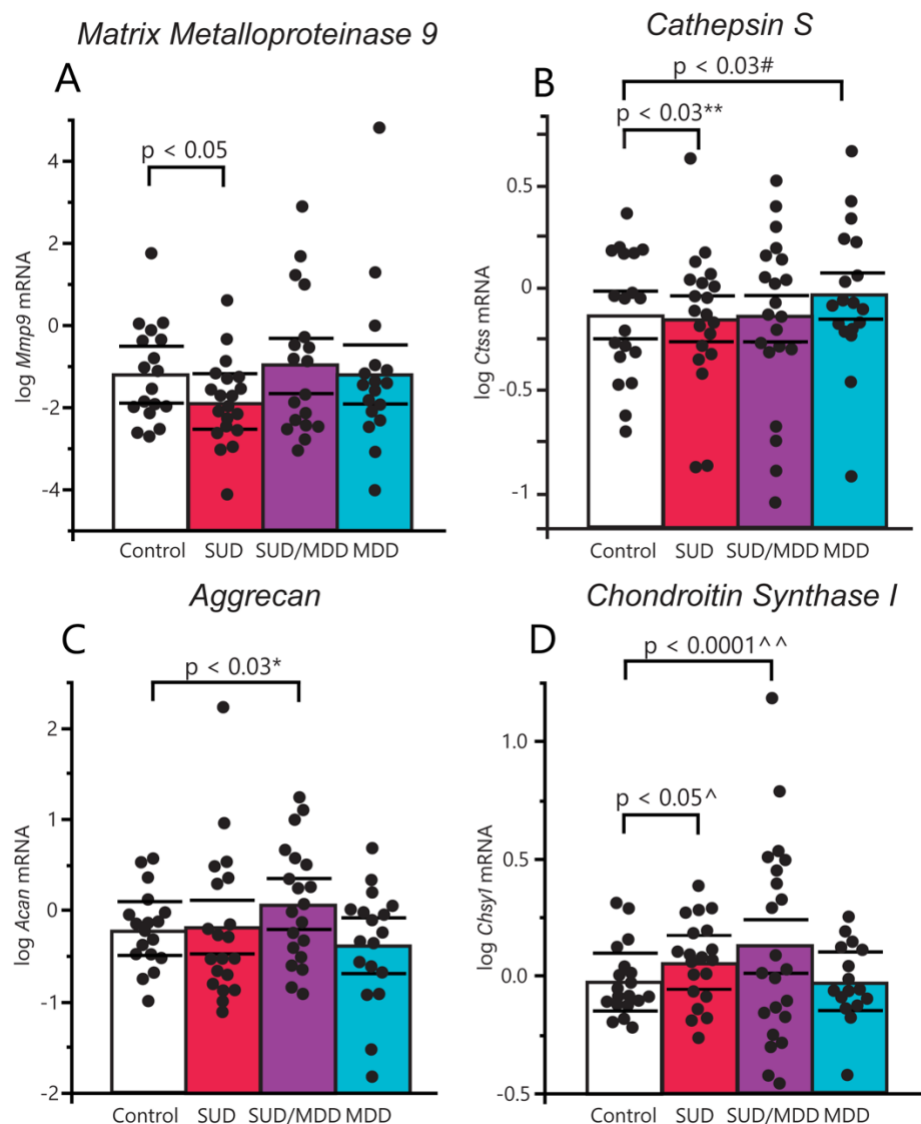 Matrix Metalloproteinase 9
A
p < 0.05
log Mmp9 mRNA
4
2
0
-2
-4
Control SUD SUD/MDD MDD
Cathepsin S
B
p < 0.03#
p < 0.03**
log Ctss mRNA
0.5
0
-0.5
-1
Control SUD SUD/MDD MDD
Aggrecan
C
p < 0.03*
log Acan mRNA
2
1
0
-1
-2
Control SUD SUD/MDD MDD
Chondroitin Synthase I
D
p < 0.0001^^
p < 0.05^
log Chsyl mRNA
1.0
0.5
0.0
-0.5
Control SUD SUD/MDD MDD